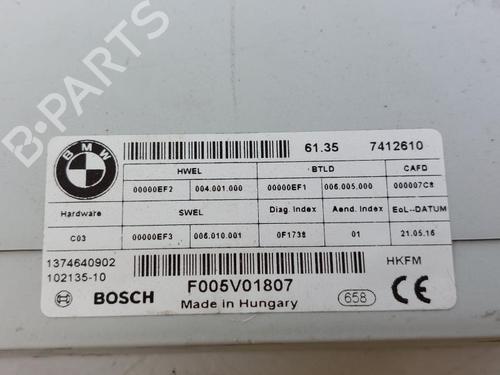 B-PARTS
BMW
61.35 7412610
HWEL BTLD CAFD
00000EF2 004.001.000 00000EF1 006.005.000 000007C8
Hardware SWEL Diag. Index Aend. Index EoL--DATUM
C03 00000EF3 006.010.001 0F1738 01 21.05.16
1374640902 HKFM
102135-10 BOSCH F005V01807
Made in Hungary 658 CE